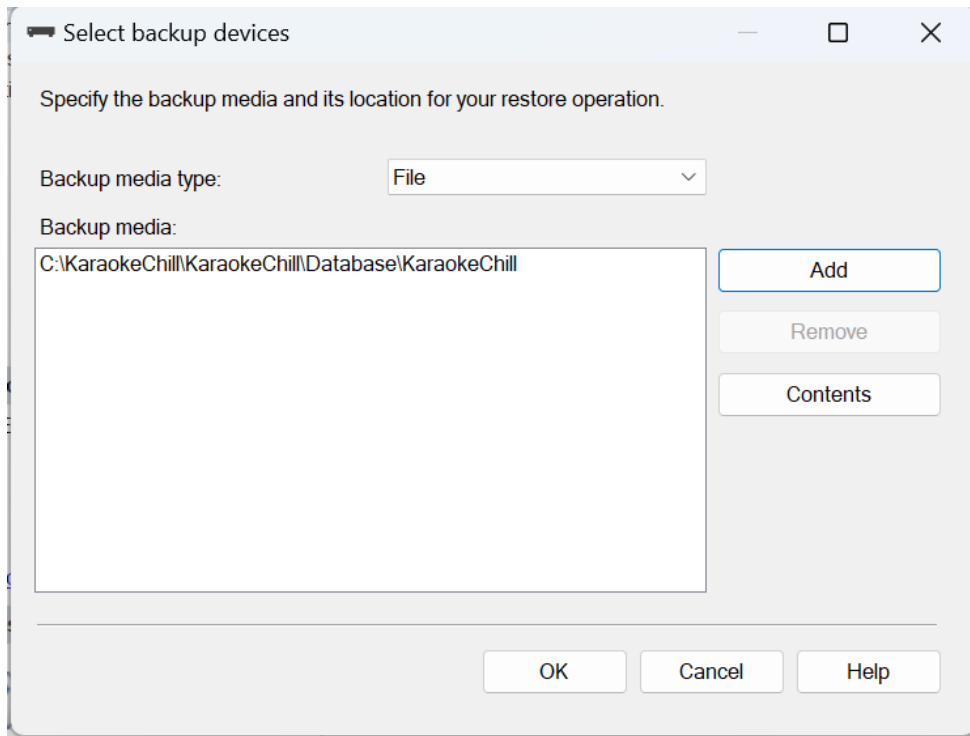 Select backup devices
Specify the backup media and its location for your restore operation.
Backup media type:
File
Backup media:
C:\KaraokeChill\KaraokeChill\Database\KaraokeChill
Add
Remove
Contents
OK
Cancel
Help